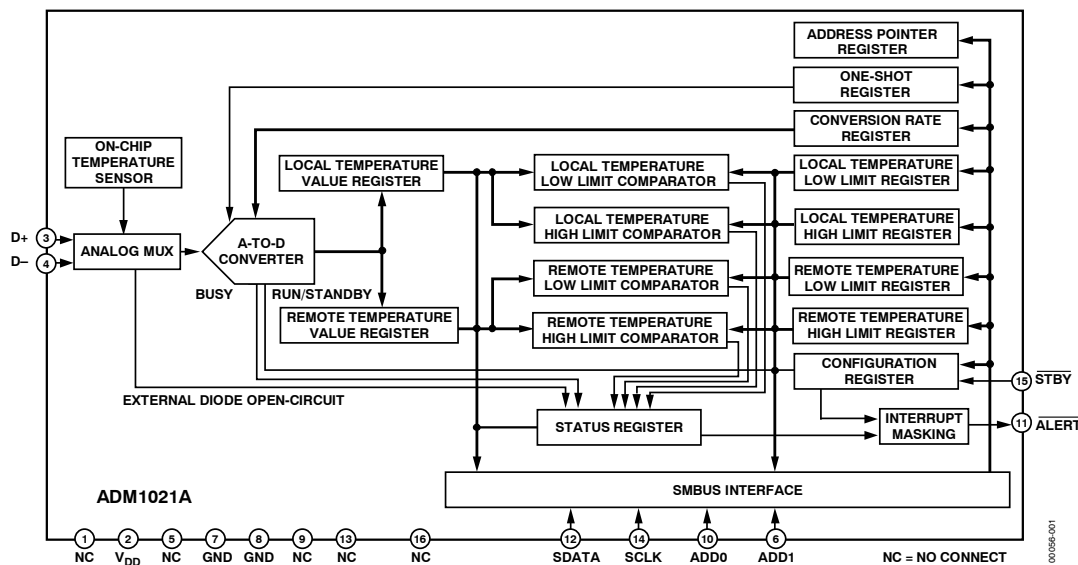 ADDRESS POINTER
REGISTER
ONE-SHOT
REGISTER
CONVERSION RATE
REGISTER
ON-CHIP
TEMPERATURE
SENSOR
LOCAL TEMPERATURE
VALUE REGISTER
LOCAL TEMPERATURE
LOW LIMIT COMPARATOR
LOCAL TEMPERATURE
LOW LIMIT REGISTER
LOCAL TEMPERATURE
HIGH LIMIT COMPARATOR
LOCAL TEMPERATURE
HIGH LIMIT REGISTER
D+
3
D–
4
ANALOG MUX
A-TO-D
CONVERTER
BUSY
RUN/STANDBY
REMOTE TEMPERATURE
LOW LIMIT COMPARATOR
REMOTE TEMPERATURE
LOW LIMIT REGISTER
REMOTE TEMPERATURE
VALUE REGISTER
REMOTE TEMPERATURE
HIGH LIMIT COMPARATOR
REMOTE TEMPERATURE
HIGH LIMIT REGISTER
CONFIGURATION
REGISTER
15
STBY
EXTERNAL DIODE OPEN-CIRCUIT
STATUS REGISTER
INTERRUPT
MASKING
11
ALERT
SMBUS INTERFACE
ADM1021A
1
NC
2
VDD
5
NC
7
GND
8
GND
9
NC
13
NC
16
NC
12
SDATA
14
SCLK
10
ADD0
6
ADD1
NC = NO CONNECT
00056-001